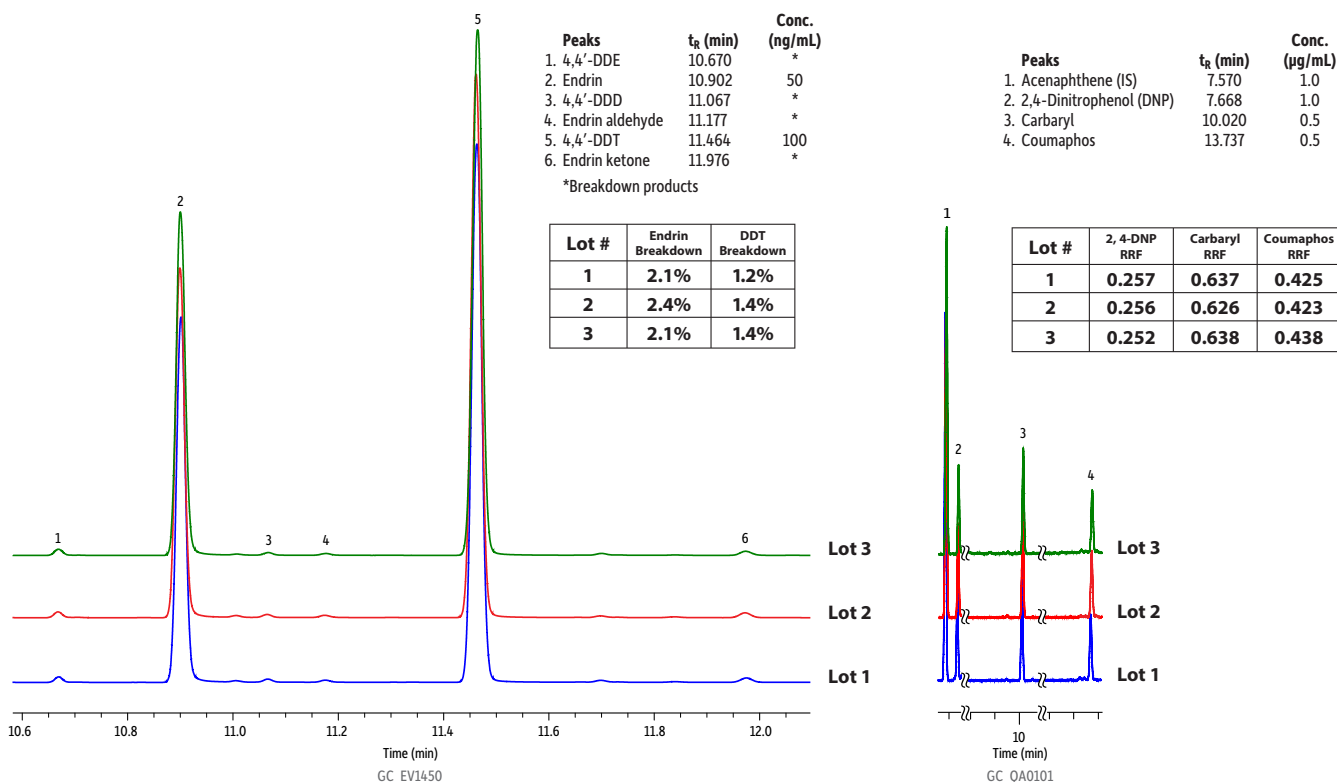 5
Conc.
Peaks tR (min) (ng/mL)
1. 4,4′-DDE 10.670 *
2. Endrin 10.902 50
3. 4,4′-DDD 11.067 *
4. Endrin aldehyde 11.177 *
5. 4,4′-DDT 11.464 100
6. Endrin ketone 11.976 *
*Breakdown products
Lot # Endrin Breakdown DDT Breakdown
1 2.1% 1.2%
2 2.4% 1.4%
3 2.1% 1.4%
2
1
3
4
6
Lot 3
Lot 2
Lot 1
10.6 10.8 11.0 11.2 11.4 11.6 11.8 12.0
Time (min)
GC_EV1450
Conc.
Peaks tR (min) (µg/mL)
1. Acenaphthene (IS) 7.570 1.0
2. 2,4-Dinitrophenol (DNP) 7.668 1.0
3. Carbaryl 10.020 0.5
4. Coumaphos 13.737 0.5
Lot # 2, 4-DNP RRF Carbaryl RRF Coumaphos RRF
1 0.257 0.637 0.425
2 0.256 0.626 0.423
3 0.252 0.638 0.438
1
2
3
4
Lot 3
Lot 2
Lot 1
10
Time (min)
GC_QA0101